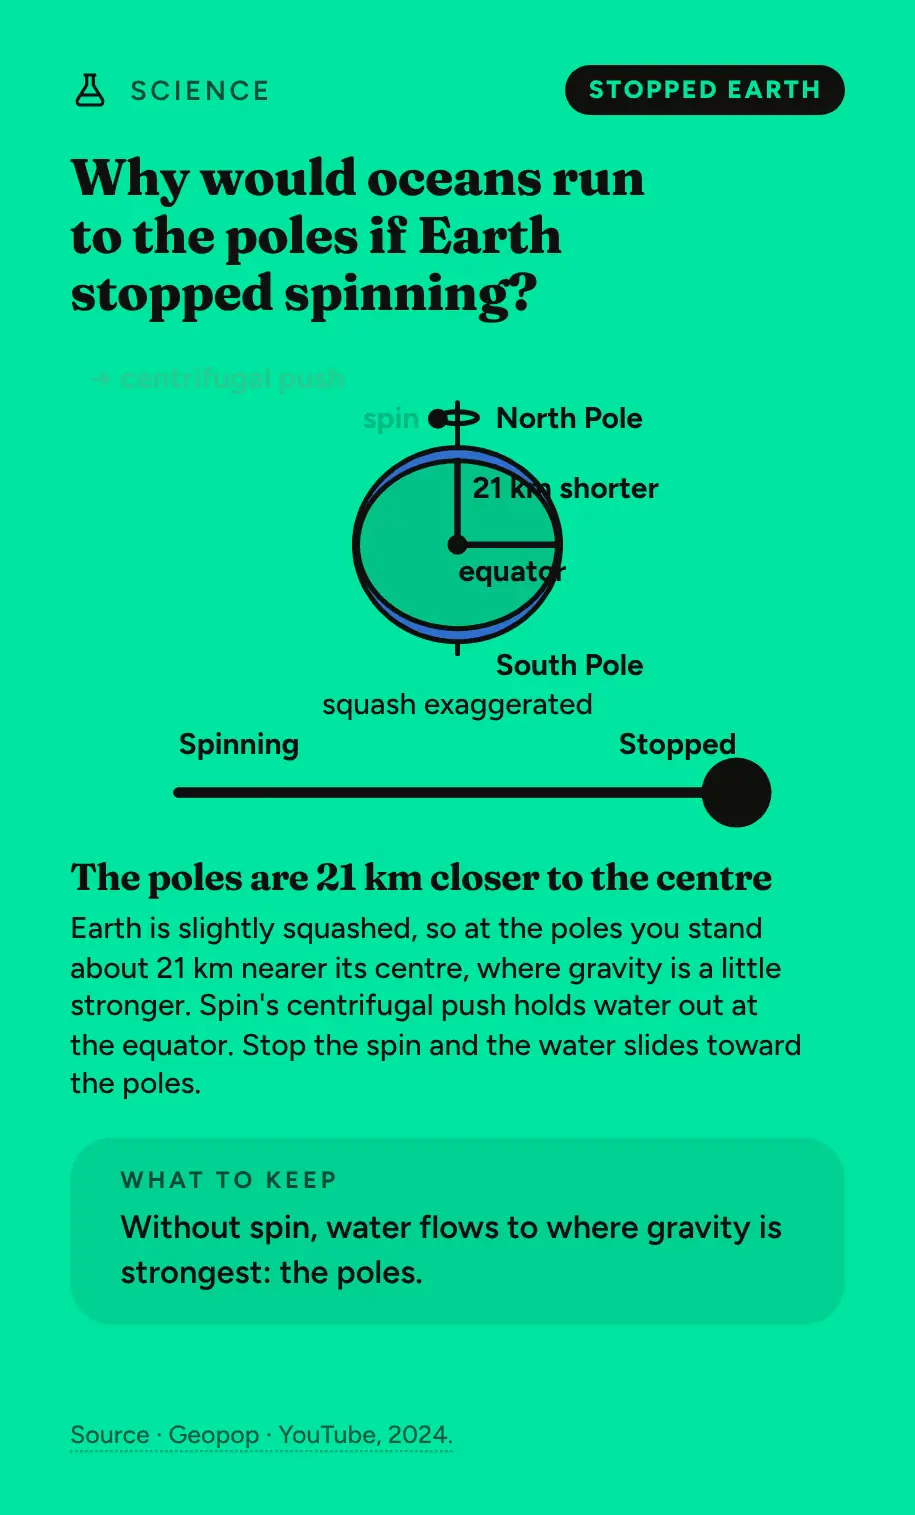 SCIENCE
STOPPED EARTH
Why would oceans run
to the poles if Earth
stopped spinning?
→ centrifugal push
spin
North Pole
21 km shorter
equator
South Pole
squash exaggerated
Spinning
Stopped
The poles are 21 km closer to the centre
Earth is slightly squashed, so at the poles you stand
about 21 km nearer its centre, where gravity is a little
stronger. Spin's centrifugal push holds water out at
the equator. Stop the spin and the water slides toward
the poles.
WHAT TO KEEP
Without spin, water flows to where gravity is
strongest: the poles.
Source · Geopop · YouTube, 2024.